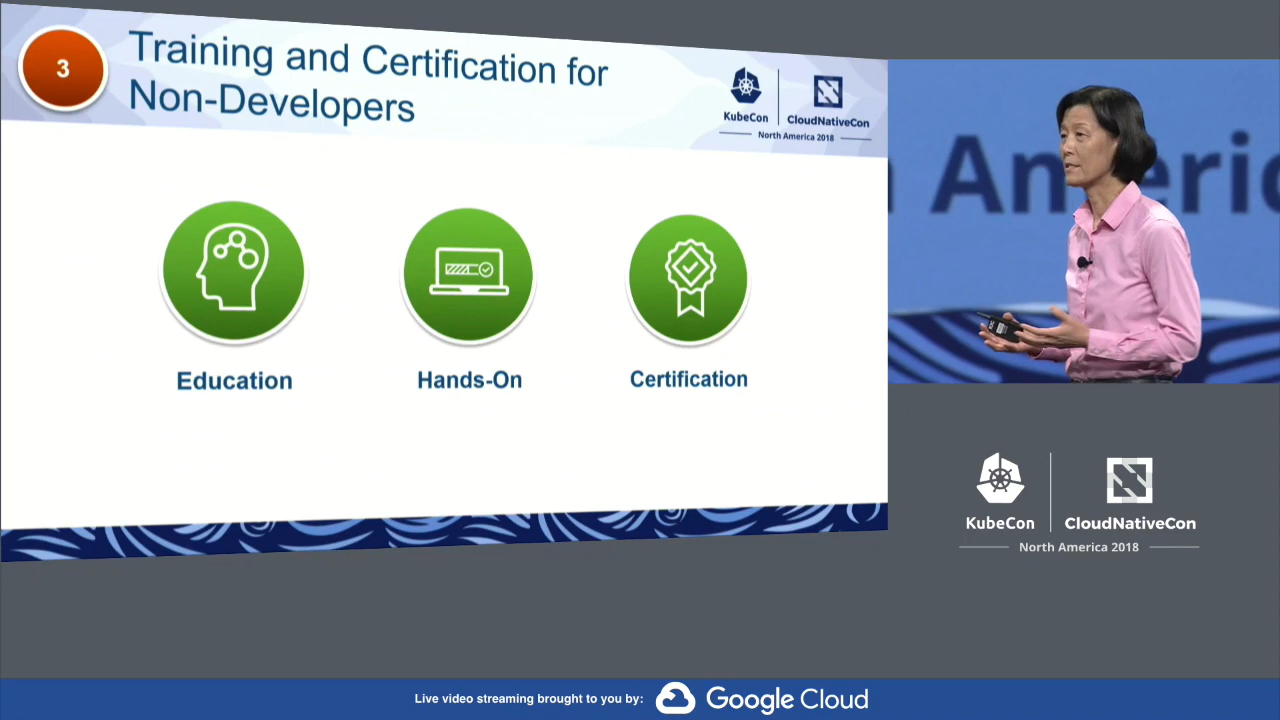 3
Training and Certification for
Non-Developers
KubeCon
CloudNativeCon
North America 2018
Education
Hands-On
Certification
Americ
KubeCon
CloudNativeCon
North America 2018
Live video streaming brought to you by:
Google Cloud